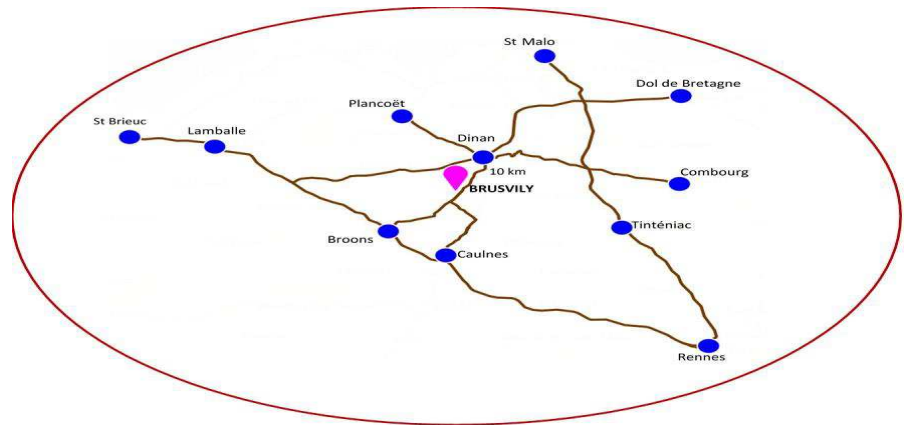 St Malo
Dol de Bretagne
Plancoët
St Brieuc
Lamballe
Dinan
10 km
Combourg
BRUSVILY
Tinténiac
Broons
Caulnes
Rennes